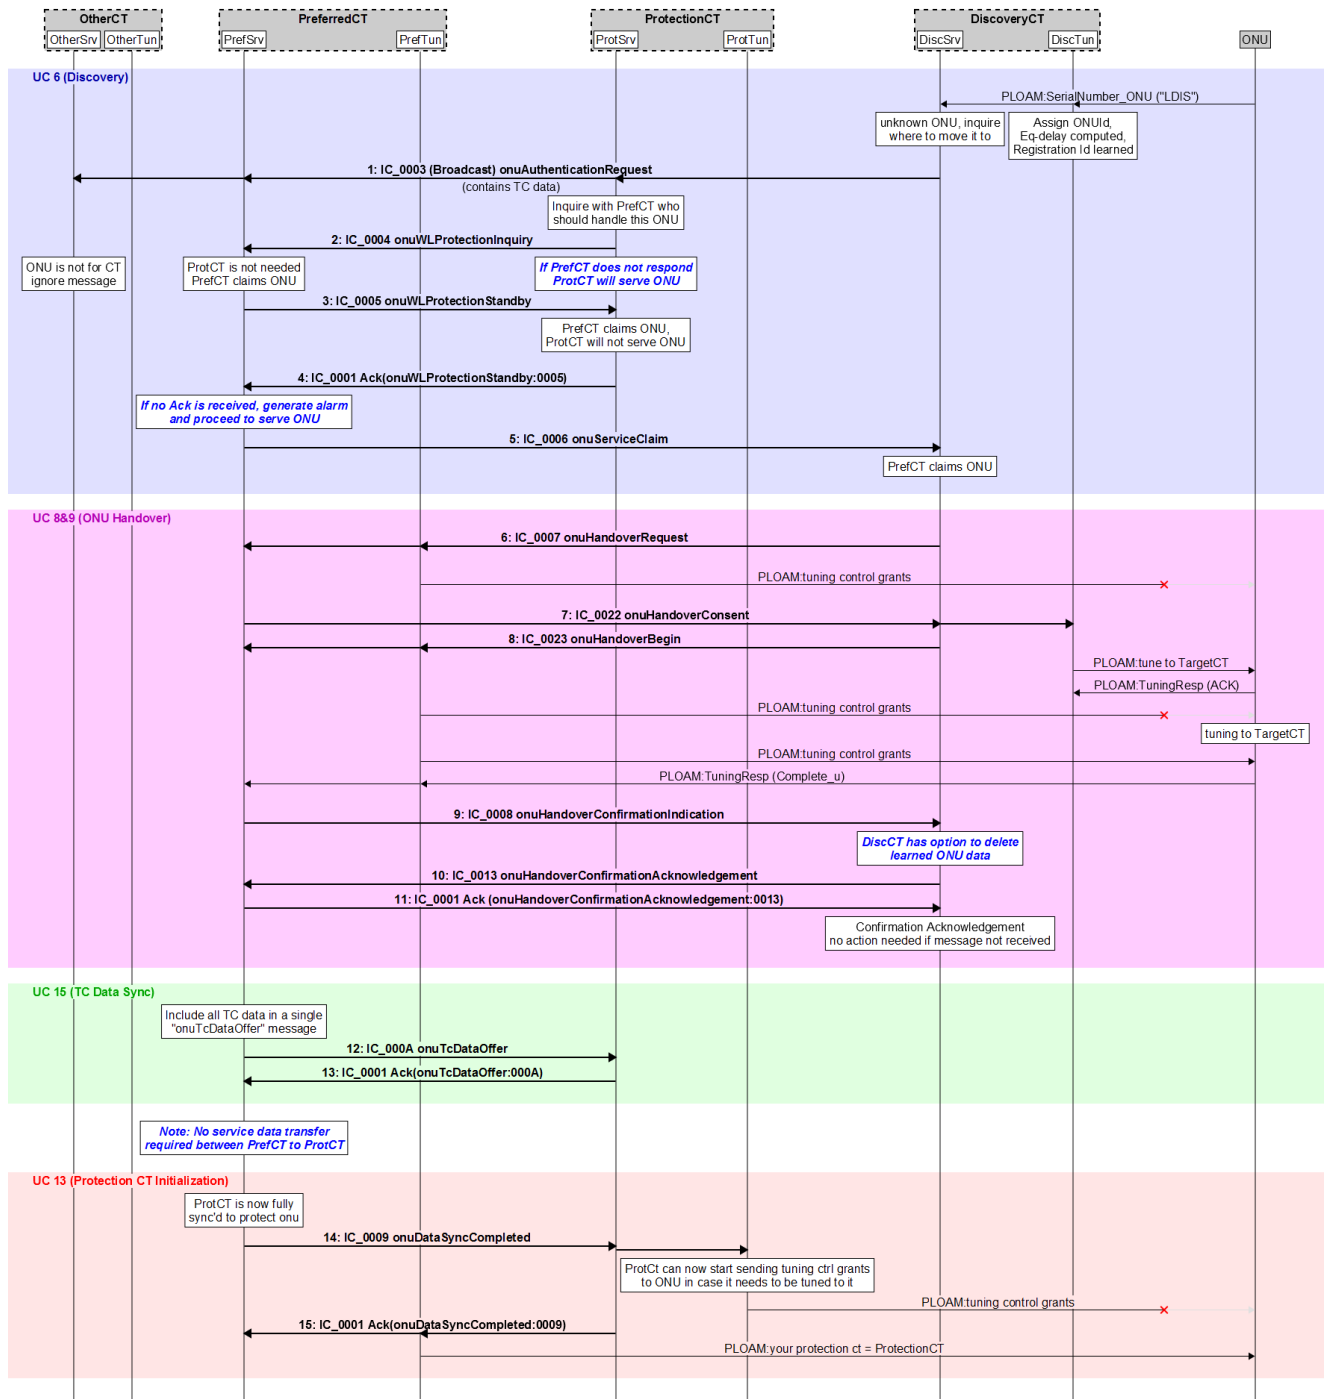 OtherCT
PreferredCT
ProtectionCT
DiscoveryCT
OtherSrv
OtherTun
PrefSrv
PrefTun
ProtSrv
ProtTun
DiscSrv
DiscTun
ONU
UC 6 (Discovery)
PLOAM:SerialNumber_ONU ("LDIS")
unknown ONU, inquire
where to move it to
Assign ONUId,
Eq-delay computed,
Registration Id learned
1: IC_0003 (Broadcast) onuAuthenticationRequest
(contains TC data)
Inquire with PrefCT who
should handle this ONU
2: IC_0004 onuWLProtectionInquiry
ONU is not for CT
ignore message
ProtCT is not needed
PrefCT claims ONU
If PrefCT does not respond
ProtCT will serve ONU
3: IC_0005 onuWLProtectionStandby
PrefCT claims ONU,
ProtCT will not serve ONU
4: IC_0001 Ack(onuWLProtectionStandby:0005)
If no Ack is received, generate alarm
and proceed to serve ONU
5: IC_0006 onuServiceClaim
PrefCT claims ONU
UC 8&9 (ONU Handover)
6: IC_0007 onuHandoverRequest
PLOAM:tuning control grants
7: IC_0022 onuHandoverConsent
8: IC_0023 onuHandoverBegin
PLOAM:tune to TargetCT
PLOAM:TuningResp (ACK)
PLOAM:tuning control grants
tuning to TargetCT
PLOAM:tuning control grants
PLOAM:TuningResp (Complete_u)
9: IC_0008 onuHandoverConfirmationIndication
DiscCT has option to delete
learned ONU data
10: IC_0013 onuHandoverConfirmationAcknowledgement
11: IC_0001 Ack (onuHandoverConfirmationAcknowledgement:0013)
Confirmation Acknowledgement
no action needed if message not received
UC 15 (TC Data Sync)
Include all TC data in a single
"onuTcDataOffer" message
12: IC_000A onuTcDataOffer
13: IC_0001 Ack(onuTcDataOffer:000A)
Note: No service data transfer
required between PrefCT to ProtCT
UC 13 (Protection CT Initialization)
ProtCT is now fully
sync'd to protect onu
14: IC_0009 onuDataSyncCompleted
ProtCt can now start sending tuning ctrl grants
to ONU in case it needs to be tuned to it
PLOAM:tuning control grants
15: IC_0001 Ack(onuDataSyncCompleted:0009)
PLOAM:your protection ct = ProtectionCT